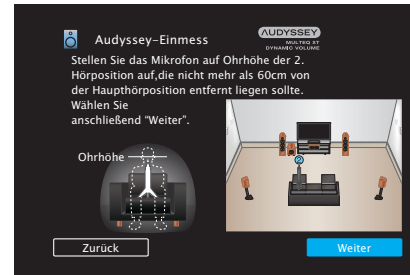 Audyssey-Einmess
AUDYSSEY
MULTEQ XT
DYNAMIC VOLUME
Stellen Sie das Mikrofon auf Ohrhöhe der 2.
Hörposition auf,die nicht mehr als 60cm von
der Haupthörposition entfernt liegen sollte.
Wählen Sie
anschließend “Weiter”.
Ohrhöhe
2
Zurück
Weiter